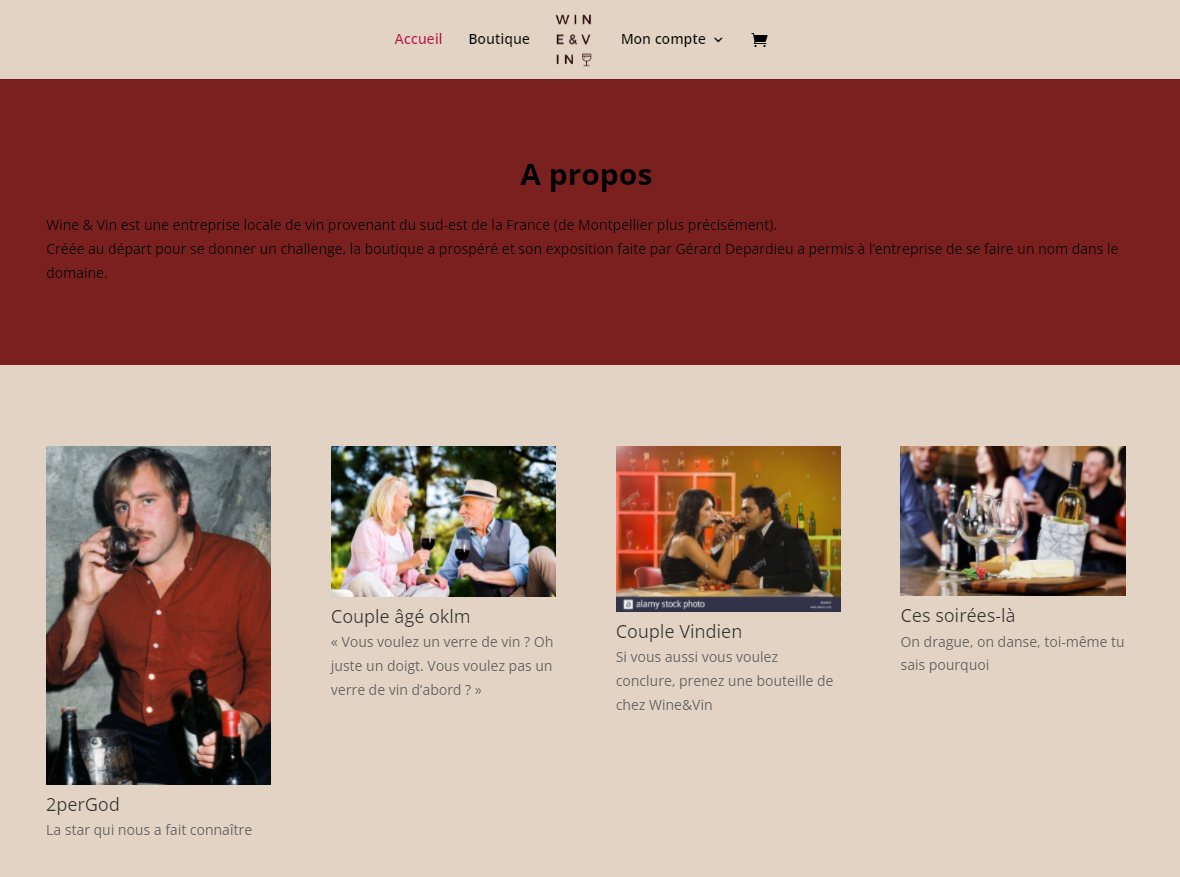 Accueil
Boutique
WIN
E&V
IN
Mon compte
A propos
Wine & Vin est une entreprise locale de vin provenant du sud-est de la France (de Montpellier plus précisément).
Créée au départ pour se donner un challenge, la boutique a prospéré et son exposition faite par Gérard Depardieu a permis à l'entreprise de se faire un nom dans le
domaine.
alamy
alamy
alamy
a alamy stock photo
2perGod
La star qui nous a fait connaître
Couple âgé oklm
« Vous voulez un verre de vin ? Oh
juste un doigt. Vous voulez pas un
verre de vin d'abord ? »
Couple Vindien
Si vous aussi vous voulez
conclure, prenez une bouteille de
chez Wine&Vin
Ces soirées-là
On drague, on danse, toi-même tu
sais pourquoi